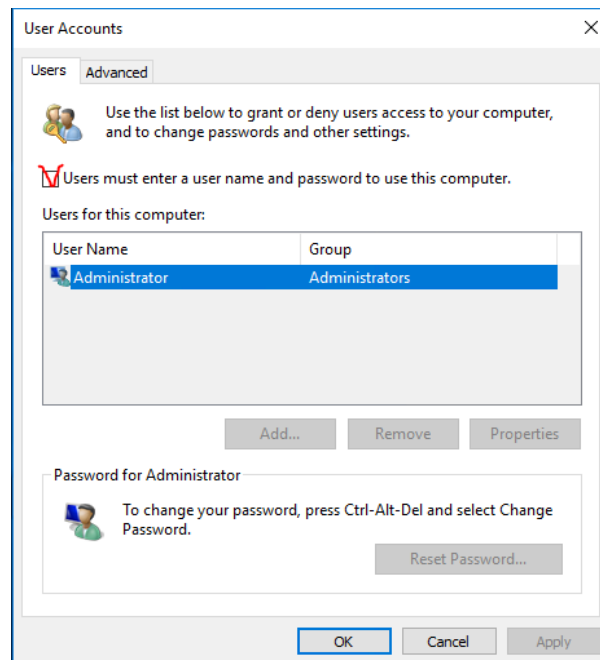 User Accounts
Users
Advanced
Use the list below to grant or deny users access to your computer,
and to change passwords and other settings.
Users must enter a user name and password to use this computer.
Users for this computer:
User Name Group
Administrator Administrators
Add... Remove Properties
Password for Administrator
To change your password, press Ctrl-Alt-Del and select Change
Password.
Reset Password...
OK Cancel Apply